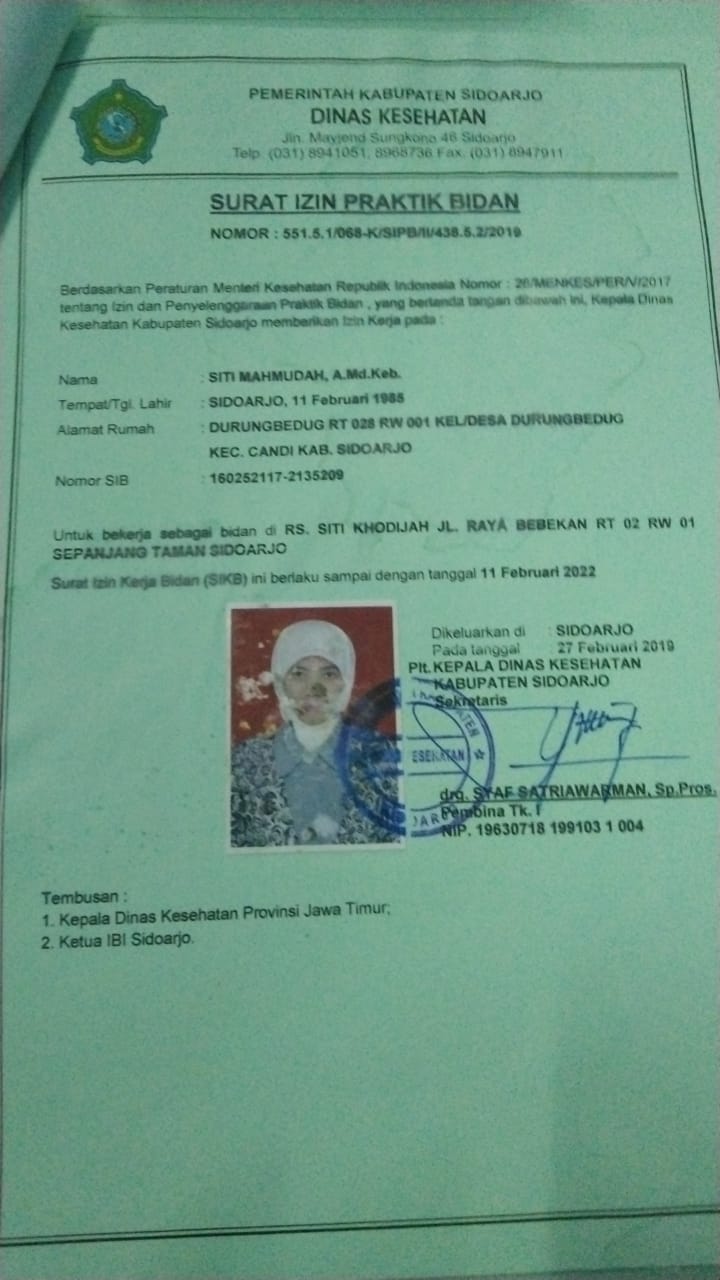 PEMERINTAH KABUPATEN SIDOARJO
DINAS KESEHATAN
Jln. Mayjend Sungkono 46 Sidoarjo
Telp. (031) 8941051, 8968736 Fax. (031) 8947911
SURAT IZIN PRAKTIK BIDAN
NOMOR : 551.5.1/068-K/SIPB/II/438.5.2/2019
Berdasarkan Peraturan Menteri Kesehatan Republik Indonesia Nomor : 28/MENKES/PER/V/2017
tentang Izin dan Penyelenggaraan Praktik Bidan , yang bertanda tangan dibawah ini, Kepala Dinas
Kesehatan Kabupaten Sidoarjo memberikan Izin Kerja pada :
Nama : SITI MAHMUDAH, A.Md.Keb.
Tempat/Tgl. Lahir : SIDOARJO, 11 Februari 1985
Alamat Rumah : DURUNGBEDUG RT 028 RW 001 KEL/DESA DURUNGBEDUG
KEC. CANDI KAB. SIDOARJO
Nomor SIB : 160252117-2135209
Untuk bekerja sebagai bidan di RS. SITI KHODIJAH JL. RAYA BEBEKAN RT 02 RW 01
SEPANJANG TAMAN SIDOARJO
Surat Izin Kerja Bidan (SIKB) ini berlaku sampai dengan tanggal 11 Februari 2022
Dikeluarkan di : SIDOARJO
Pada tanggal : 27 Februari 2019
Plt. KEPALA DINAS KESEHATAN
KABUPATEN SIDOARJO
Sekretaris
ESEHATAN
drg. SYAF SATRIAWARMAN, Sp.Pros.
Pembina Tk. I
NIP. 19630718 199103 1 004
Tembusan :
1. Kepala Dinas Kesehatan Provinsi Jawa Timur;
2. Ketua IBI Sidoarjo.